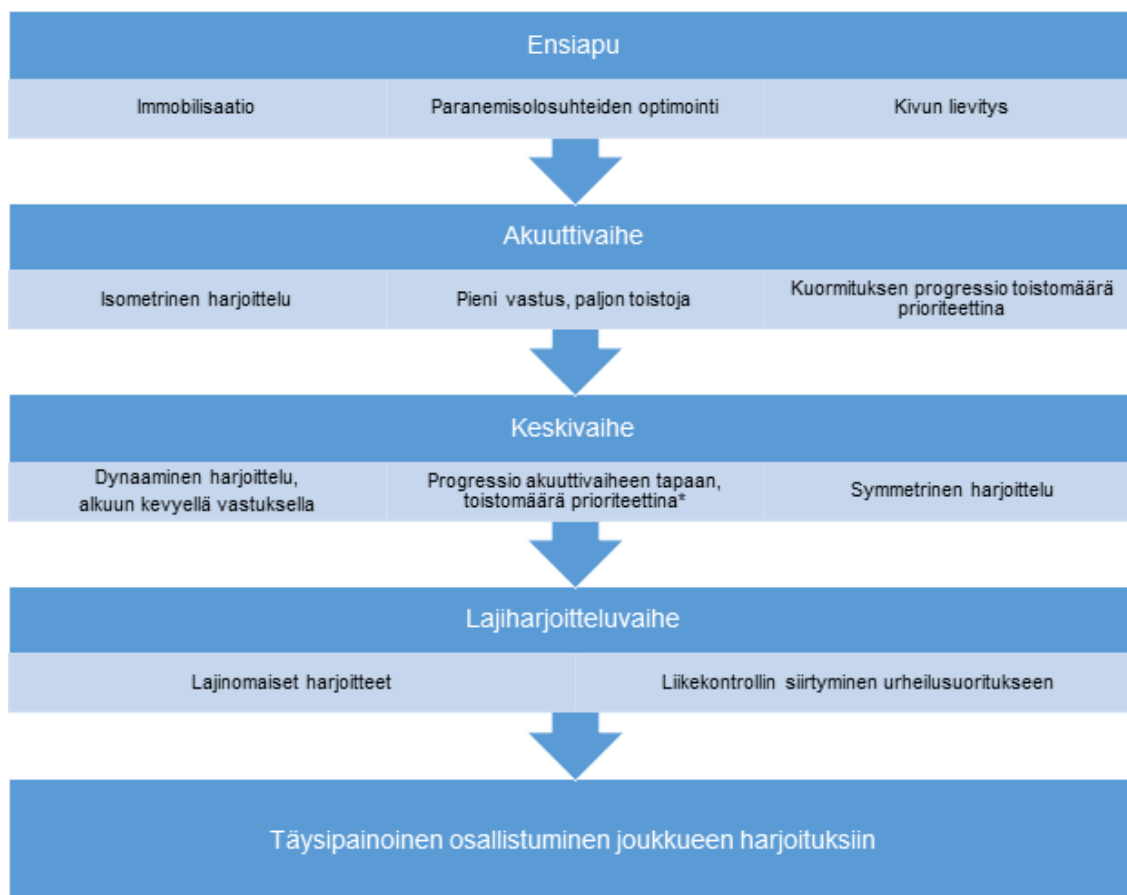 Ensiapu
Immobilisaatio
Paranemisolosuhteiden optimointi
Kivun lievitys
Akuuttivaihe
Isometrinen harjoittelu
Pieni vastus, paljon toistoja
Kuormituksen progressio toistomäärä
prioriteettina
Keskivaihe
Dynaaminen harjoittelu,
alkuun kevyellä vastuksella
Progressio akuuttivaiheen tapaan,
toistomäärä prioriteettina*
Symmetrinen harjoittelu
Lajiharjoitteluvaihe
Lajinomaiset harjoitteet
Liikekontrollin siirtyminen urheilusuoritukseen
Täysipainoinen osallistuminen joukkueen harjoituksiin